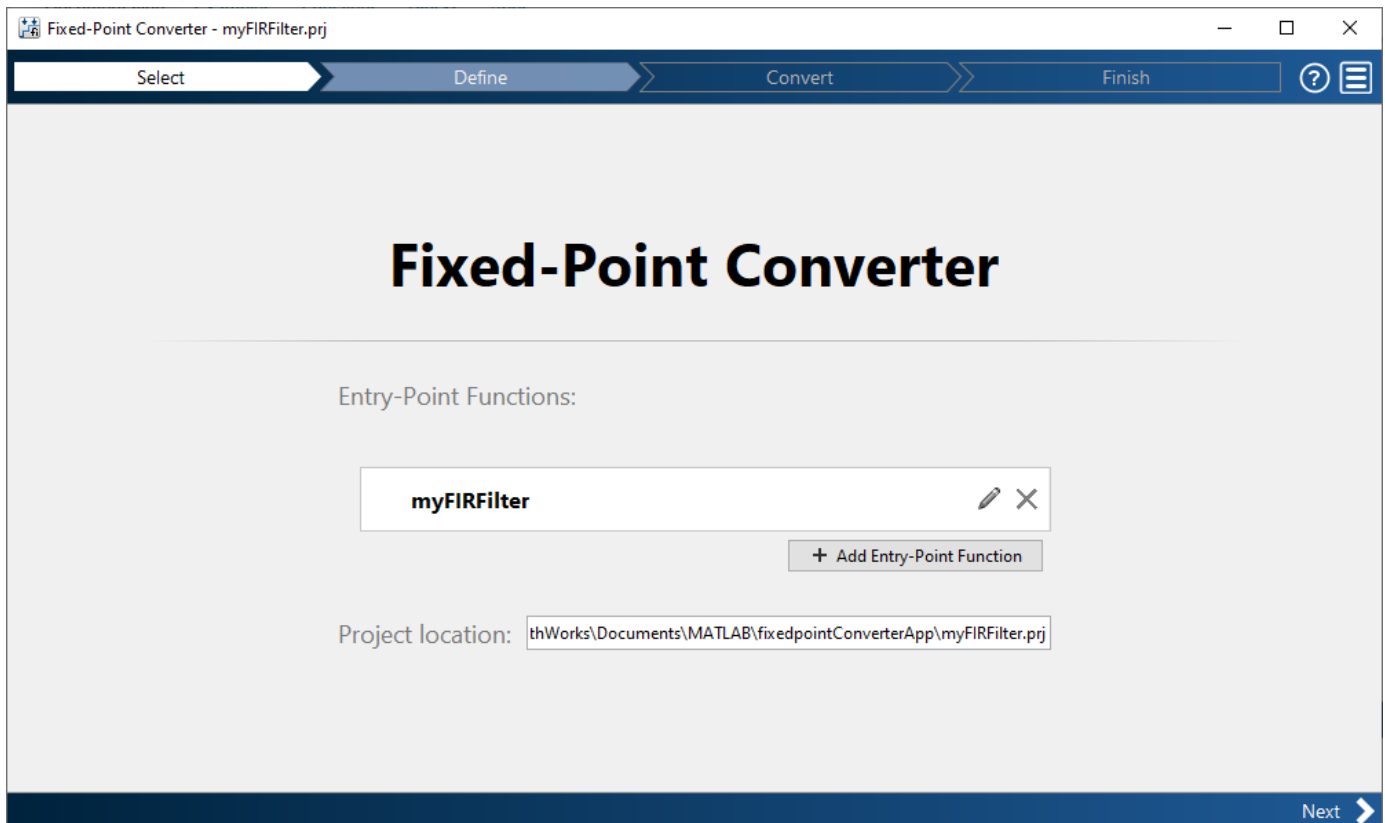 Fixed-Point Converter - myFIRFilter.prj
Select Define Convert Finish ?
Fixed-Point Converter
Entry-Point Functions:
myFIRFilter
+ Add Entry-Point Function
Project location: thWorks\Documents\MATLAB\fixedpointConverterApp\myFIRFilter.prj
Next